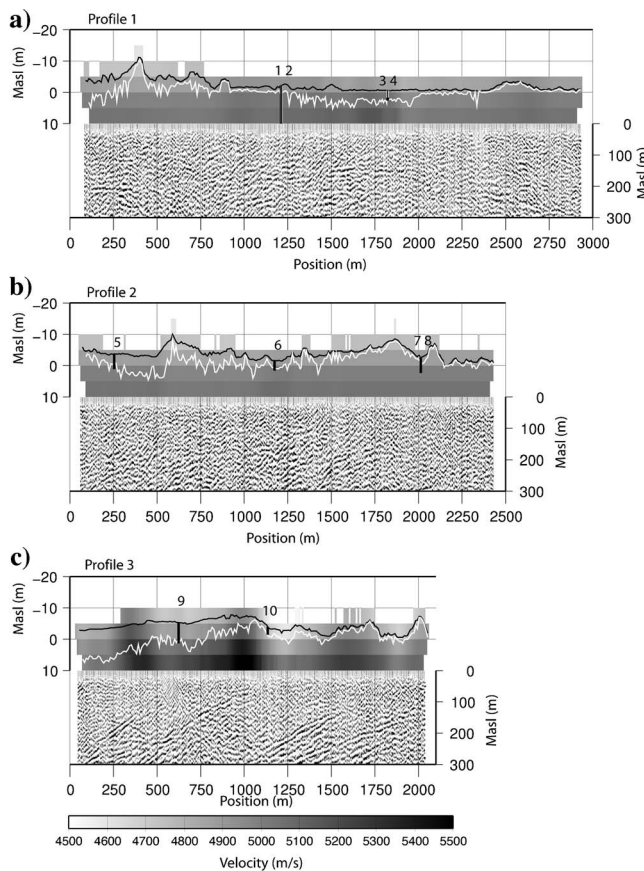 a)
Profile 1
Masl (m)
-20
-10
0
10
1 2
3 4
0
100
200
300
Masl (m)
0 250 500 750 1000 1250 1500 1750 2000 2250 2500 2750 3000
Position (m)
b)
Profile 2
Masl (m)
-20
-10
0
10
5
6
7 8
0
100
200
300
Masl (m)
0 250 500 750 1000 1250 1500 1750 2000 2250 2500
Position (m)
c)
Profile 3
Masl (m)
-20
-10
0
10
9
10
0
100
200
300
Masl (m)
0 250 500 750 1000 1250 1500 1750 2000
Position (m)
4500 4600 4700 4800 4900 5000 5100 5200 5300 5400 5500
Velocity (m/s)